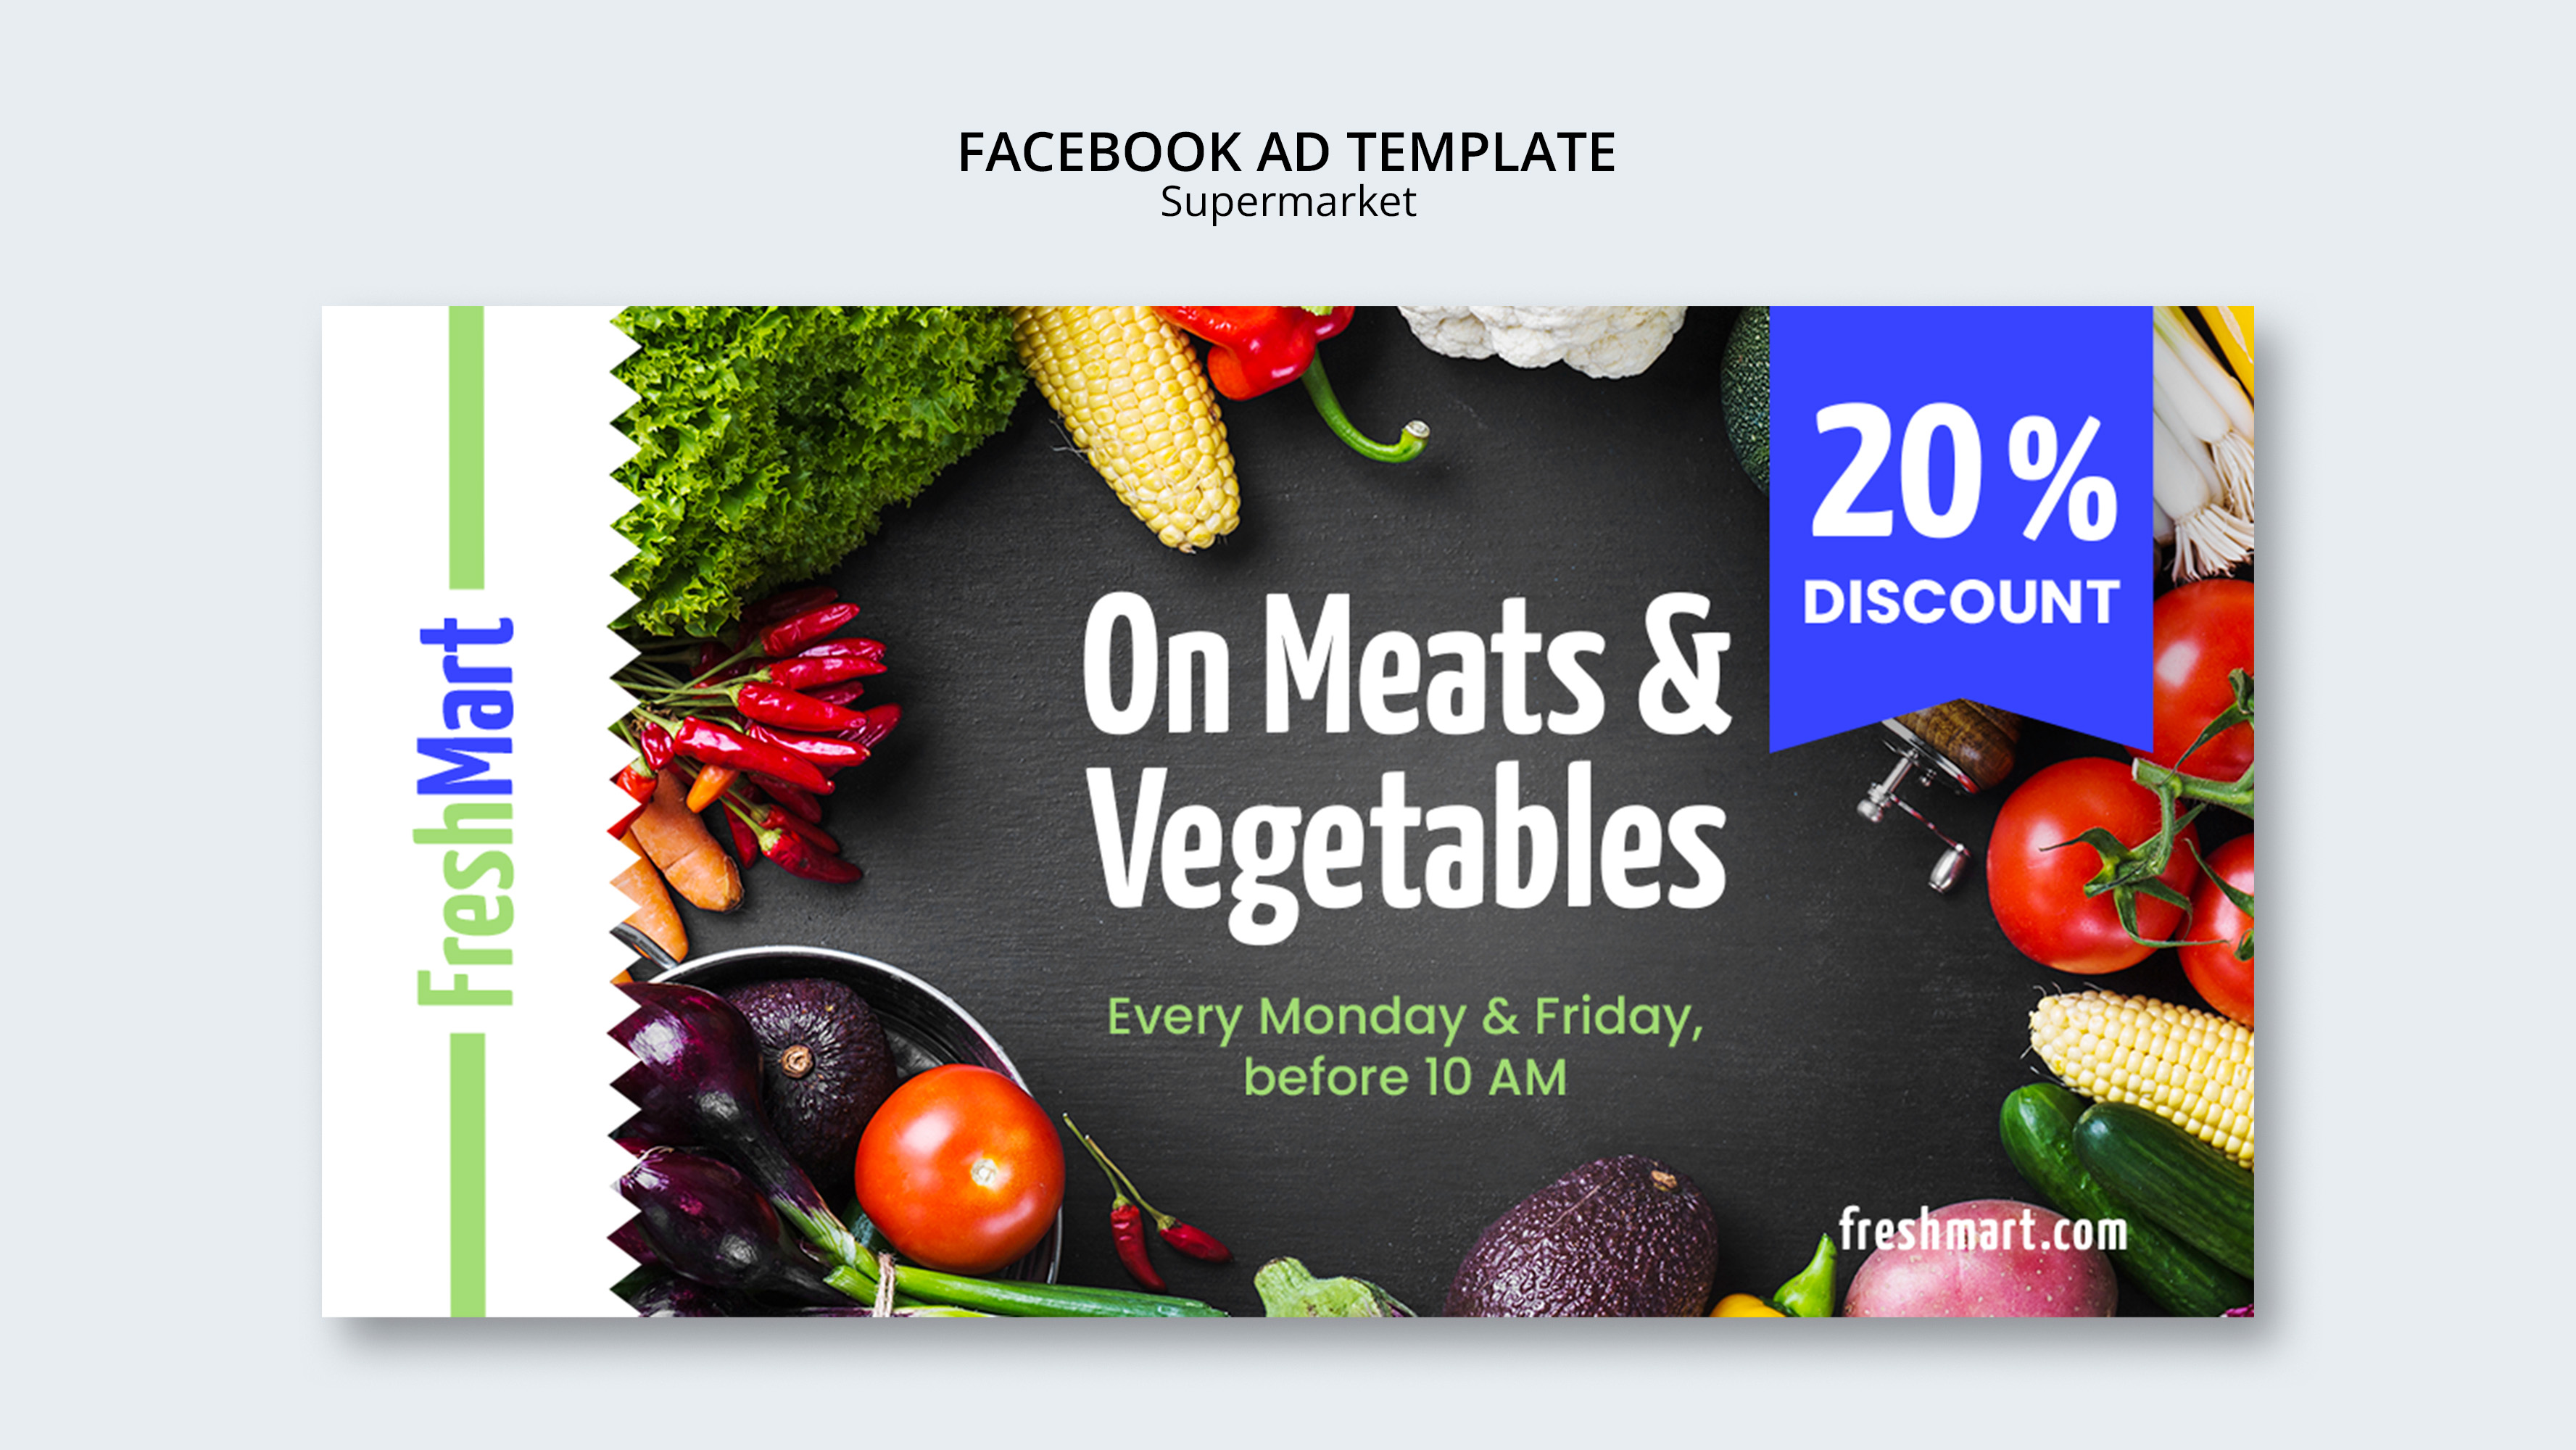 FACEBOOK AD TEMPLATE
Supermarket
FreshMart
20 %
DISCOUNT
On Meats &
Vegetables
Every Monday & Friday,
before 10 AM
freshmart.com